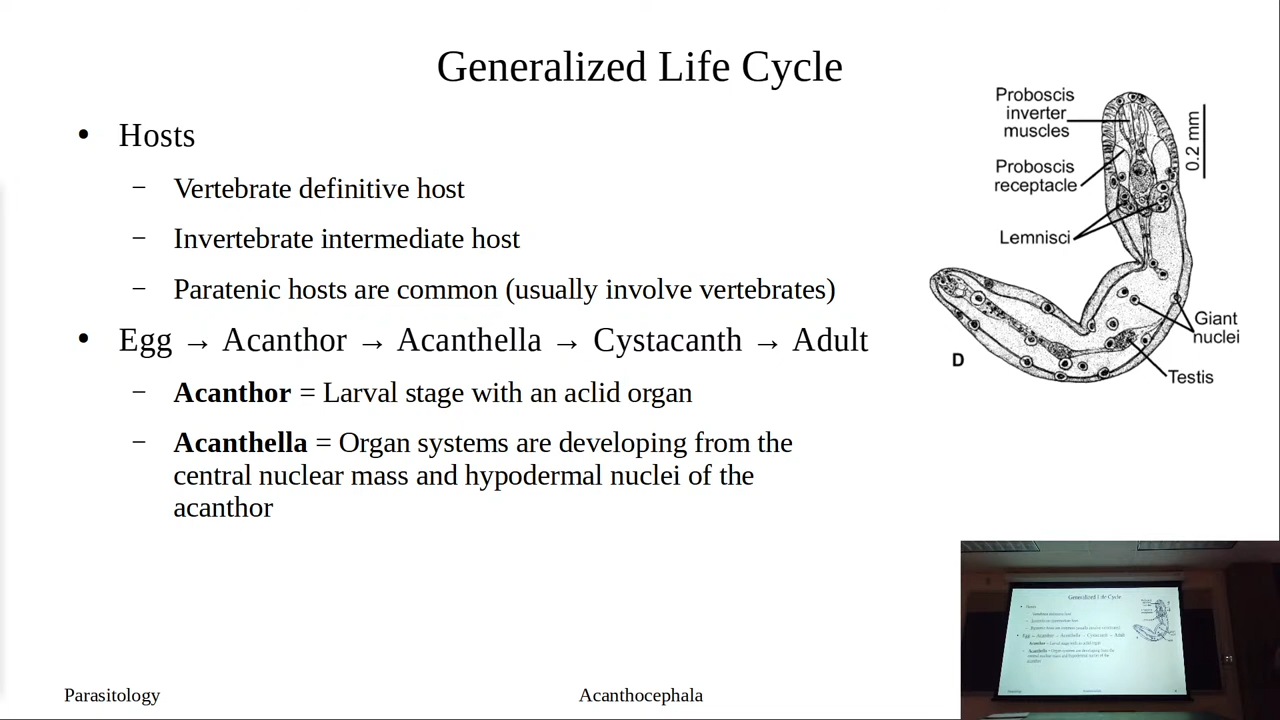 Generalized Life Cycle
• Hosts
– Vertebrate definitive host
– Invertebrate intermediate host
– Paratenic hosts are common (usually involve vertebrates)
• Egg → Acanthor → Acanthella → Cystacanth → Adult
– Acanthor = Larval stage with an aclid organ
– Acanthella = Organ systems are developing from the
central nuclear mass and hypodermal nuclei of the
acanthor
Proboscis
inverter
muscles
0.2 mm
Proboscis
receptacle
Lemnisci
Giant
nuclei
D
Testis
Generalized Life Cycle
Parasitology
Acanthocephala